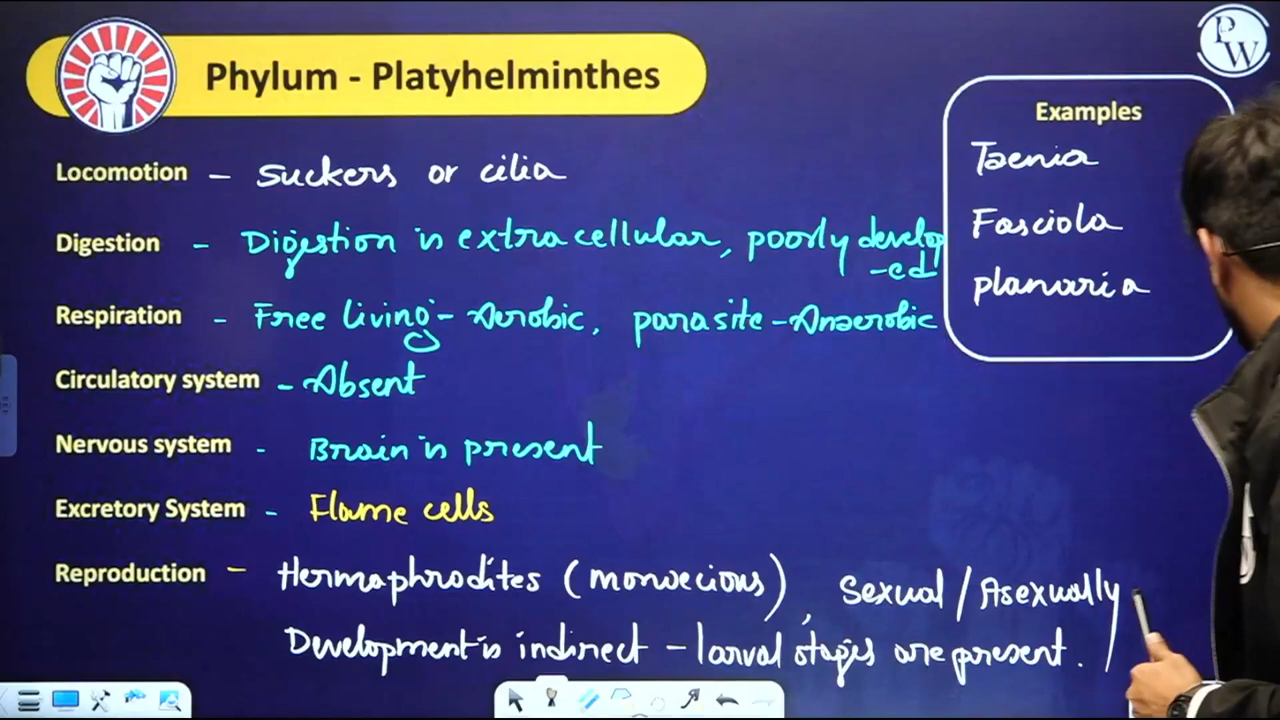 Phylum - Platyhelminthes
PW
Examples
Taenia
Fasciola
planaria
Locomotion - suckers or cilia
Digestion - Digestion is extracellular, poorly develop
-ed
Respiration - Free living - Aerobic, parasite - Anaerobic
Circulatory system - Absent
Nervous system - Brain is present
Excretory System - Flame cells
Reproduction - Hermaphrodites (monoecious), Sexual / Asexually
Development is indirect - larval stages are present.